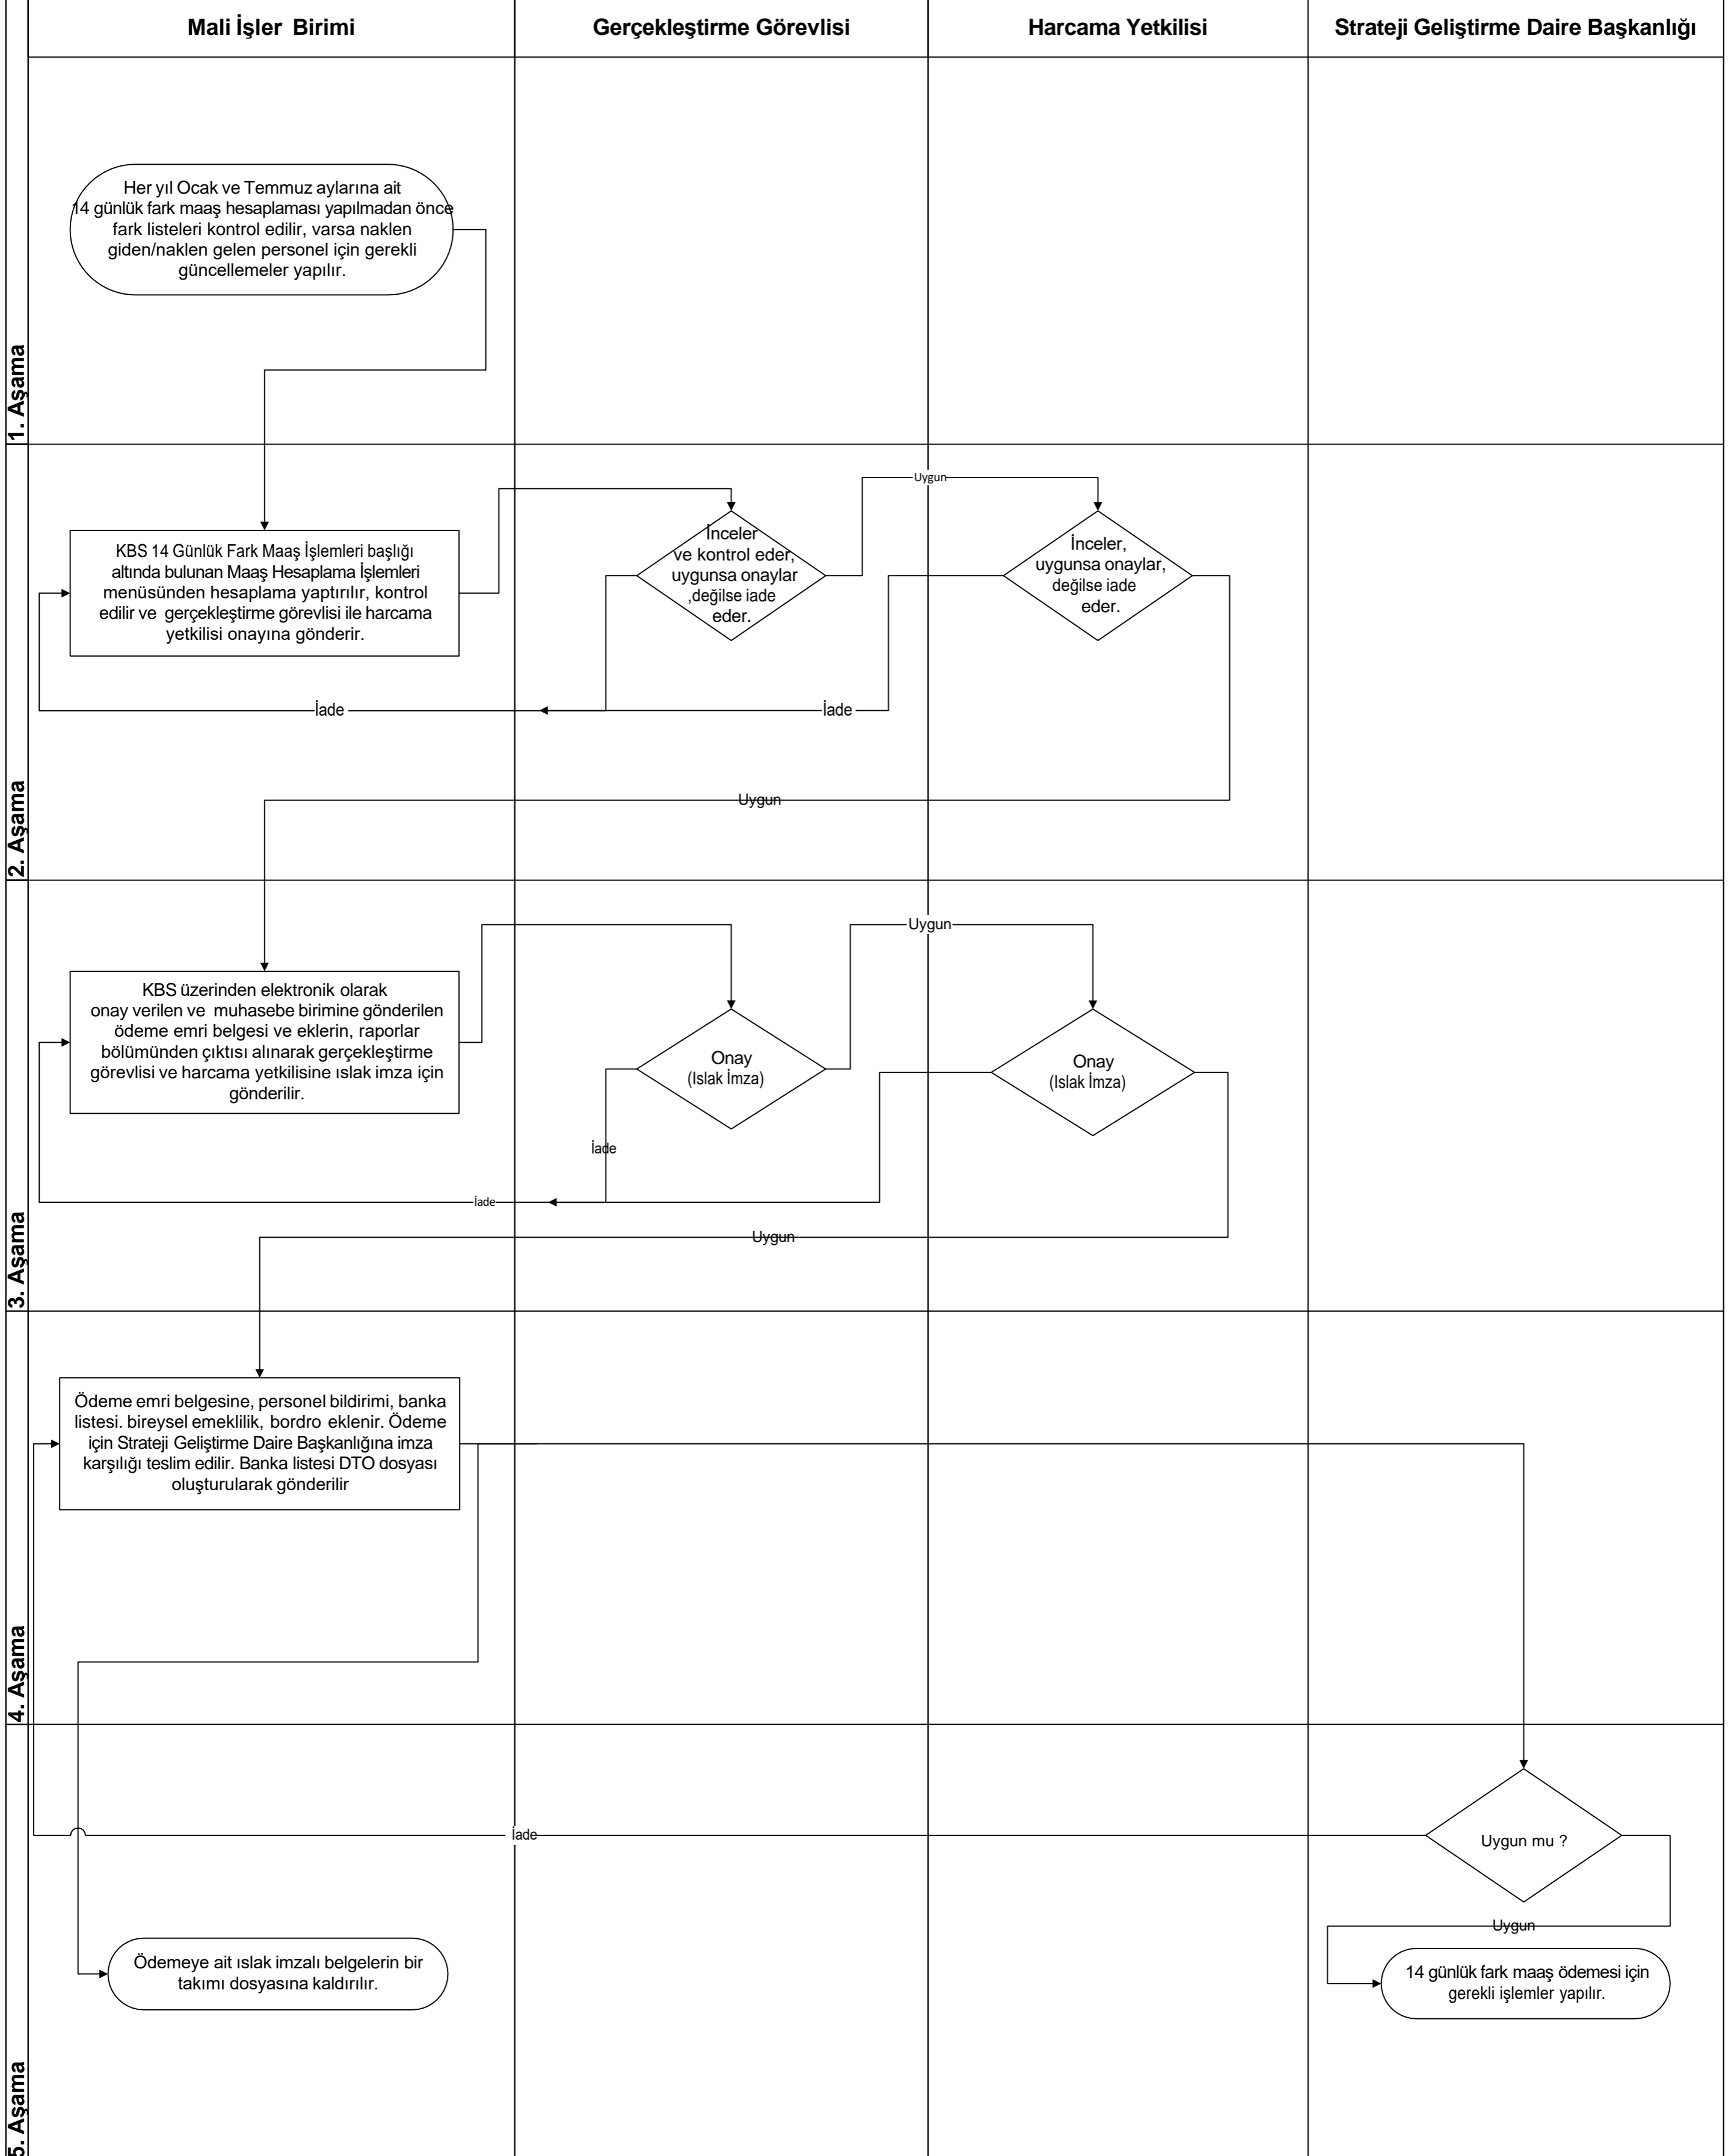 Mali İşler Birimi
Gerçekleştirme Görevlisi
Harcama Yetkilisi
Strateji Geliştirme Daire Başkanlığı
1. Aşama
Her yıl Ocak ve Temmuz aylarına ait
14 günlük fark maaş hesaplaması yapılmadan önce
fark listeleri kontrol edilir, varsa naklen
giden/naklen gelen personel için gerekli
güncellemeler yapılır.
2. Aşama
KBS 14 Günlük Fark Maaş İşlemleri başlığı
altında bulunan Maaş Hesaplama İşlemleri
menüsünden hesaplama yaptırılır, kontrol
edilir ve gerçekleştirme görevlisi ile harcama
yetkilisi onayına gönderir.
İnceler
ve kontrol eder,
uygunsa onaylar
,değilse iade
eder.
Uygun
İnceler,
uygunsa onaylar,
değilse iade
eder.
İade
İade
Uygun
3. Aşama
KBS üzerinden elektronik olarak
onay verilen ve muhasebe birimine gönderilen
ödeme emri belgesi ve eklerin, raporlar
bölümünden çıktısı alınarak gerçekleştirme
görevlisi ve harcama yetkilisine ıslak imza için
gönderilir.
Onay
(Islak İmza)
Uygun
Onay
(Islak İmza)
İade
İade
Uygun
4. Aşama
Ödeme emri belgesine, personel bildirimi, banka
listesi. bireysel emeklilik, bordro eklenir. Ödeme
için Strateji Geliştirme Daire Başkanlığına imza
karşılığı teslim edilir. Banka listesi DTO dosyası
oluşturularak gönderilir
5. Aşama
Uygun mu ?
İade
Uygun
Ödemeye ait ıslak imzalı belgelerin bir
takımı dosyasına kaldırılır.
14 günlük fark maaş ödemesi için
gerekli işlemler yapılır.